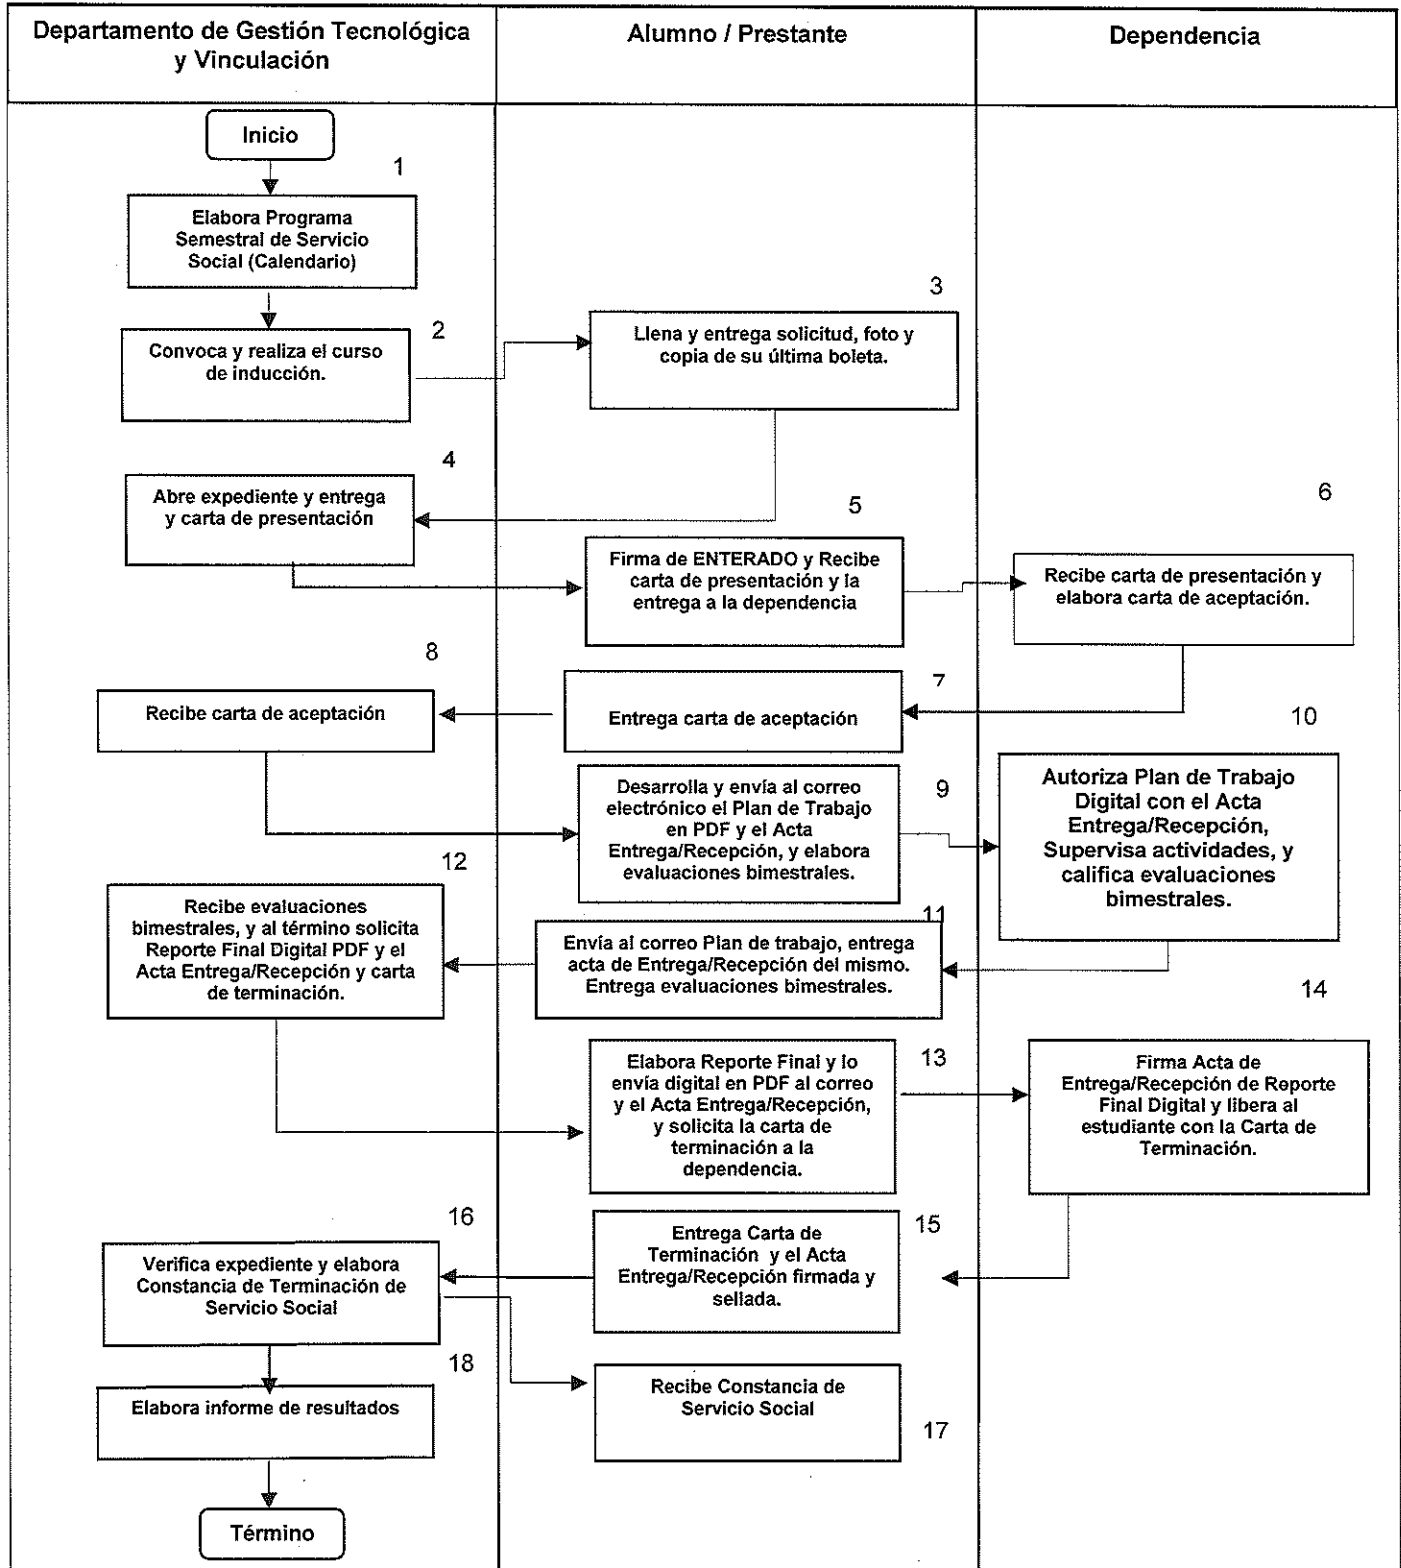 Departamento de Gestión Tecnológica
y Vinculación
Alumno / Prestante
Dependencia
Inicio
1
Elabora Programa
Semestral de Servicio
Social (Calendario)
2
Convoca y realiza el curso
de inducción.
3
Llena y entrega solicitud, foto y
copia de su última boleta.
4
Abre expediente y entrega
y carta de presentación
5
Firma de ENTERADO y Recibe
carta de presentación y la
entrega a la dependencia
6
Recibe carta de presentación y
elabora carta de aceptación.
7
Entrega carta de aceptación
8
Recibe carta de aceptación
9
Desarrolla y envía al correo
electrónico el Plan de Trabajo
en PDF y el Acta
Entrega/Recepción, y elabora
evaluaciones bimestrales.
10
Autoriza Plan de Trabajo
Digital con el Acta
Entrega/Recepción,
Supervisa actividades, y
califica evaluaciones
bimestrales.
11
Envía al correo Plan de trabajo, entrega
acta de Entrega/Recepción del mismo.
Entrega evaluaciones bimestrales.
12
Recibe evaluaciones
bimestrales, y al término solicita
Reporte Final Digital PDF y el
Acta Entrega/Recepción y carta
de terminación.
13
Elabora Reporte Final y lo
envía digital en PDF al correo
y el Acta Entrega/Recepción,
y solicita la carta de
terminación a la
dependencia.
14
Firma Acta de
Entrega/Recepción de Reporte
Final Digital y libera al
estudiante con la Carta de
Terminación.
15
Entrega Carta de
Terminación y el Acta
Entrega/Recepción firmada y
sellada.
16
Verifica expediente y elabora
Constancia de Terminación de
Servicio Social
17
Recibe Constancia de
Servicio Social
18
Elabora informe de resultados
Término